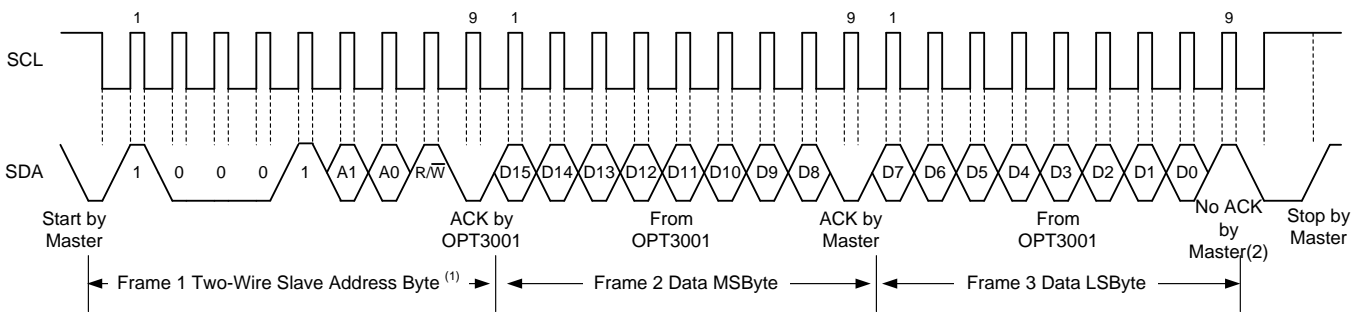 1 9 1 9 1 9
SCL
SDA
1 0 0 0 1 A1 A0 R/W̅ D15 D14 D13 D12 D11 D10 D9 D8 D7 D6 D5 D4 D3 D2 D1 D0
Start by
Master
ACK by
OPT3001
From
OPT3001
ACK by
Master
From
OPT3001
No ACK
by
Master(2)
Stop by
Master
Frame 1 Two-Wire Slave Address Byte (1)
Frame 2 Data MSByte
Frame 3 Data LSByte